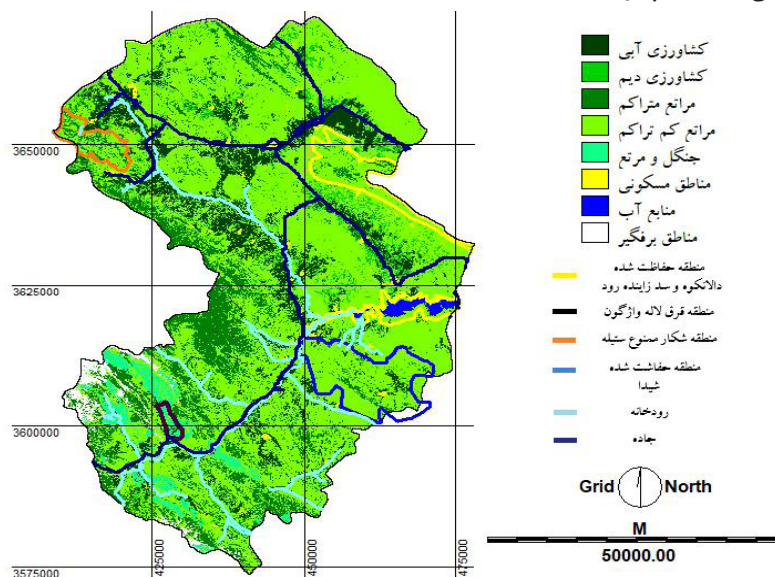 کشاورزی آبی
کشاورزی دیم
مراتع متراکم
مراتع کم تراکم
جنگل و مرتع
مناطق مسکونی
منابع آب
مناطق برفگیر
منطقه حفاظت شده
دالانکوه و سد زاینده رود
منطقه قرق لاله واژگون
منطقه شکار ممنوع ستبله
منطقه حفاشت شده
شیدا
رودخانه
جاده
Grid North
M
50000.00
3650000
3625000
3600000
3575000
425000
450000
475000